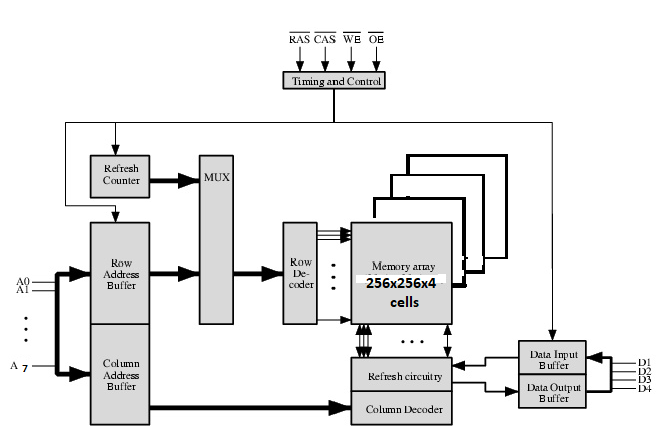 RAS CAS WE OE
Timing and Control
Refresh
Counter
MUX
Row
Address
Buffer
Row
De-
coder
Memory array
256x256x4
cells
A0
A1
A 7
Column
Address
Buffer
Refresh circuitry
Column Decoder
Data Input
Buffer
Data Output
Buffer
D1
D2
D3
D4